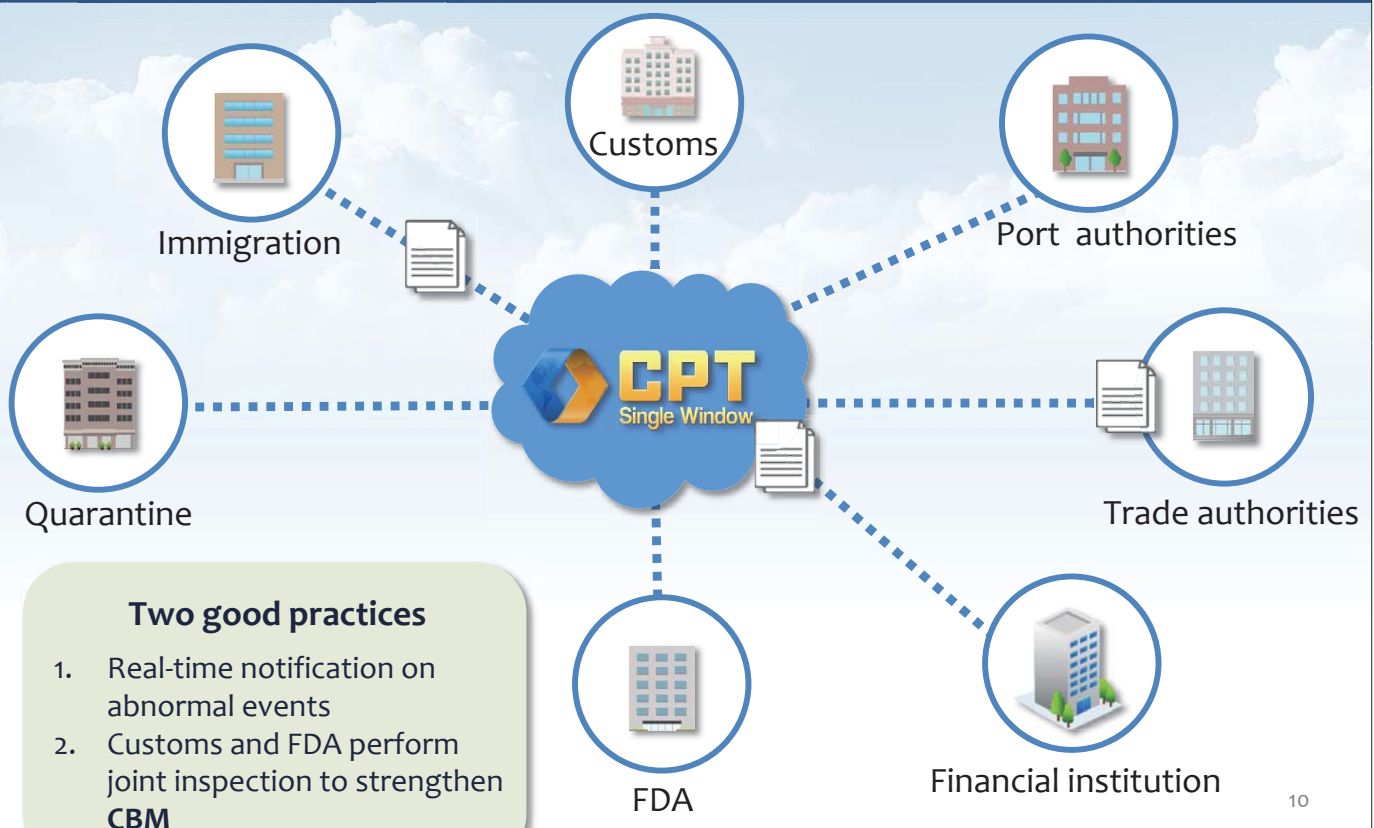 Customs
Immigration
Port authorities
CPT
Single Window
Quarantine
Trade authorities
Two good practices
1. Real-time notification on
abnormal events
2. Customs and FDA perform
joint inspection to strengthen
CBM
FDA
Financial institution
10